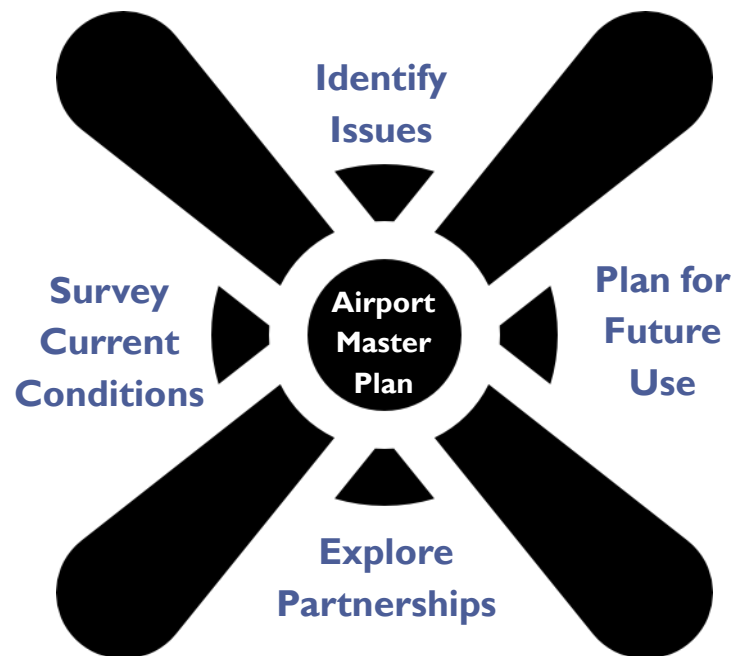 Identify
Issues
Survey
Current
Conditions
Airport
Master
Plan
Plan for
Future
Use
Explore
Partnerships